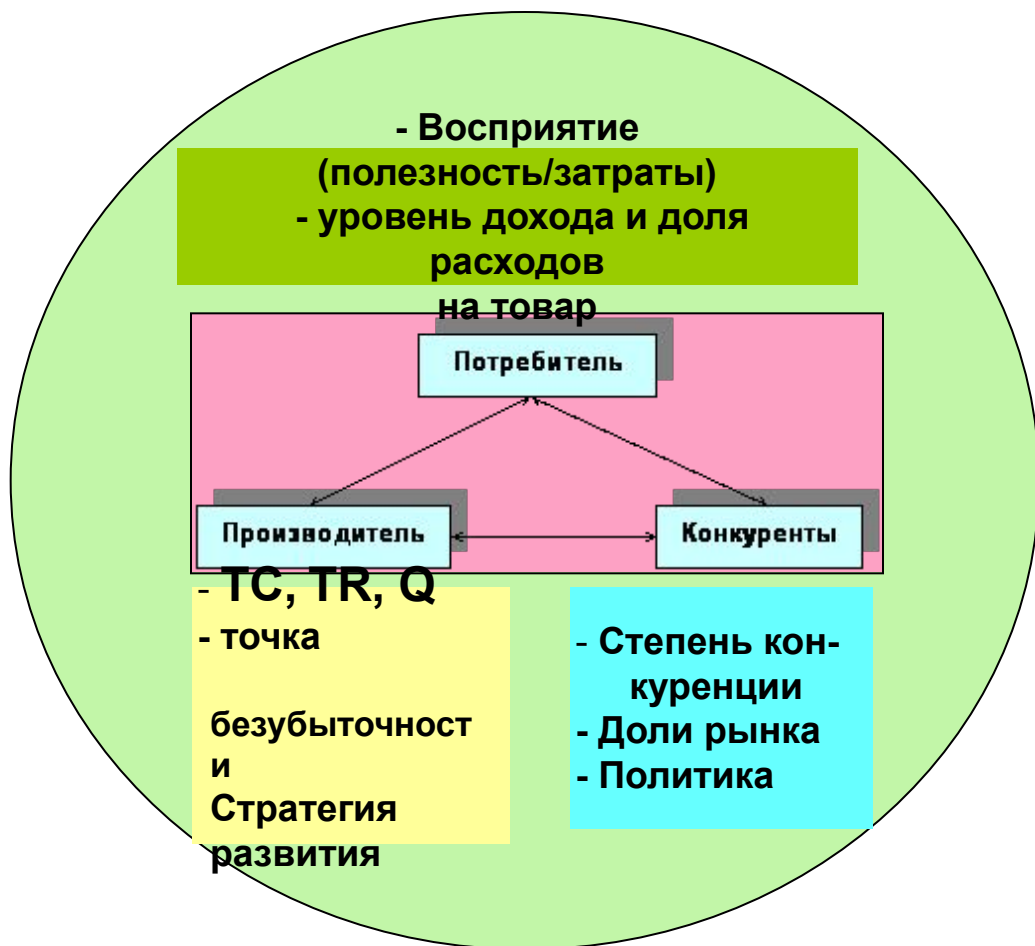 - Восприятие
(полезность/затраты)
- уровень дохода и доля
расходов
на товар
Потребитель
Производитель
Конкуренты
- TC, TR, Q
- точка
безубыточност
и
Стратегия
развития
- Степень кон-
куренции
- Доли рынка
- Политика